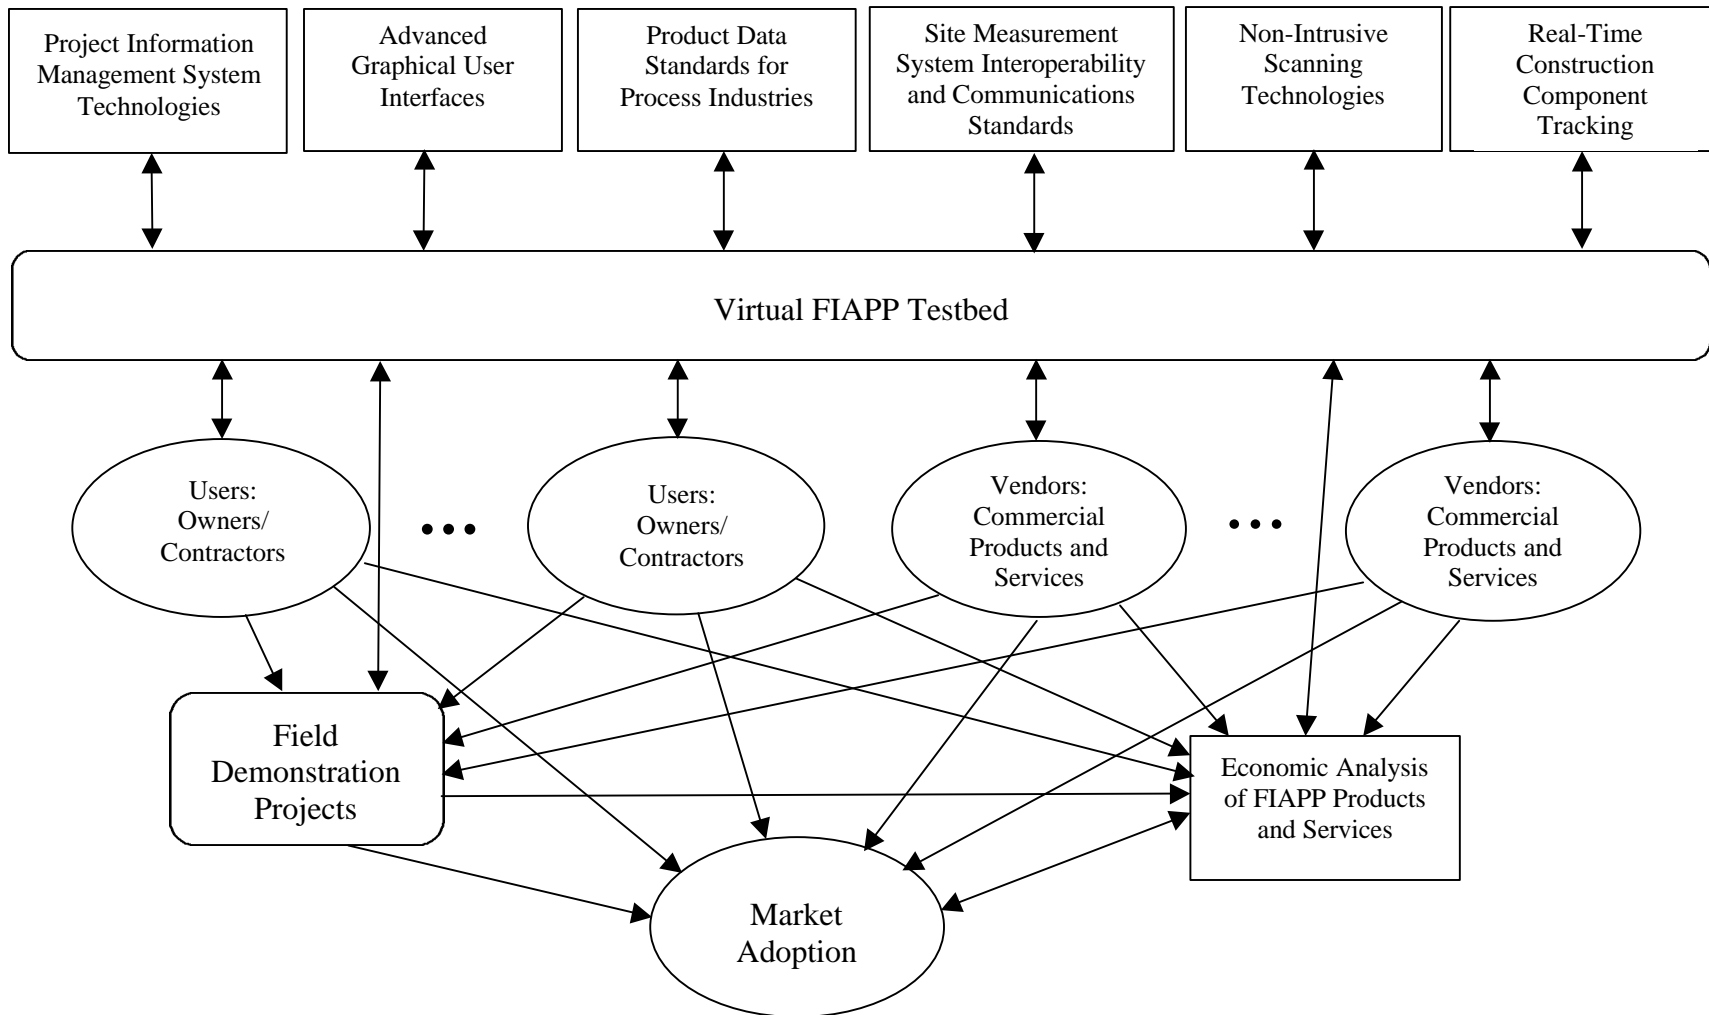 Project Information
Management System
Technologies
Advanced
Graphical User
Interfaces
Product Data
Standards for
Process Industries
Site Measurement
System Interoperability
and Communications
Standards
Non-Intrusive
Scanning
Technologies
Real-Time
Construction
Component
Tracking
Virtual FIAPP Testbed
Users:
Owners/
Contractors
•••
Users:
Owners/
Contractors
Vendors:
Commercial
Products and
Services
•••
Vendors:
Commercial
Products and
Services
Field
Demonstration
Projects
Economic Analysis
of FIAPP Products
and Services
Market
Adoption